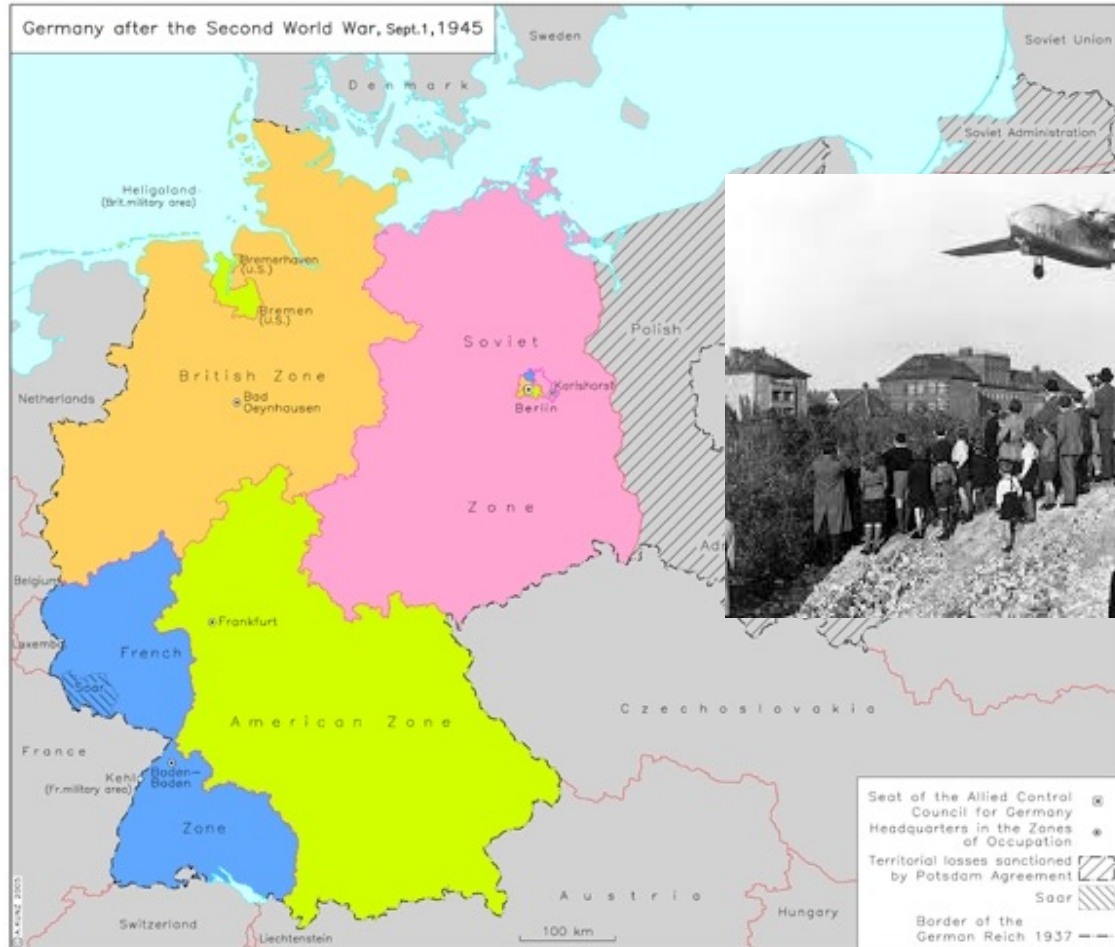 Germany after the Second World War, Sept.1, 1945
Sweden
Soviet Union
Denmark
Soviet Administration
Heligoland
(Brit.military area)
Bremerhaven
(U.S.)
Bremen
(U.S.)
Polish
Soviet
British Zone
Karlshorst
Netherlands
Bad
Oeynhausen
Berlin
Zone
Belgium
Frankfurt
French
Saar
American Zone
Czechoslovakia
France
Baden-
Baden
Kehl
(Fr.military area)
Zone
Seat of the Allied Control
Council for Germany
Headquarters in the Zones
of Occupation
Territorial losses sanctioned
by Potsdam Agreement
Saar
Border of the
German Reich 1937
Austria
Hungary
Switzerland
Liechtenstein
100 km